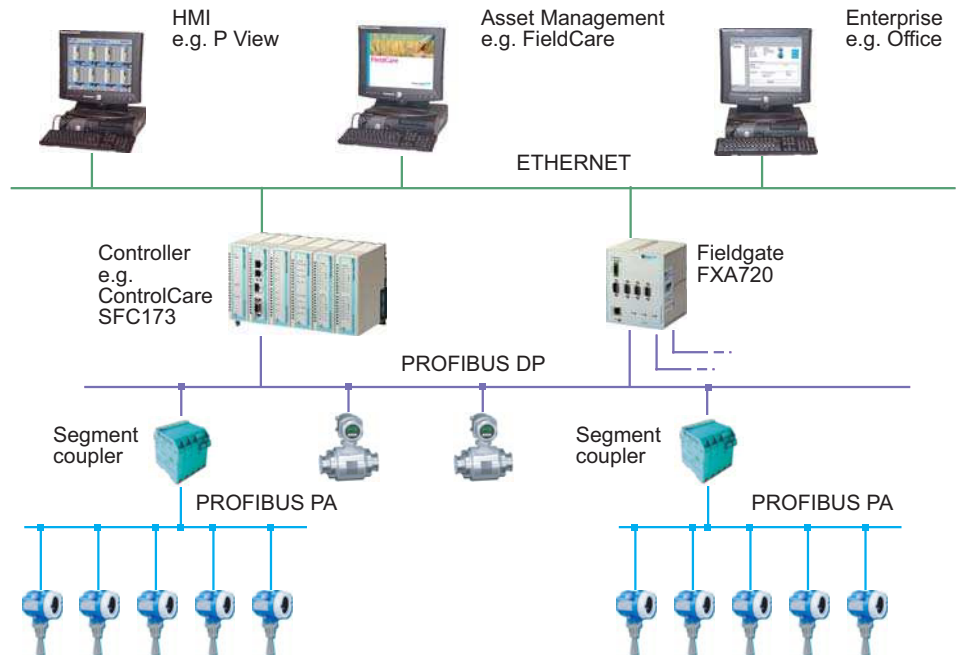 HMI
e.g. P View
Asset Management
e.g. FieldCare
Enterprise
e.g. Office
FieldCare
ETHERNET
Controller
e.g.
ControlCare
SFC173
Fieldgate
FXA720
PROFIBUS DP
Segment
coupler
Segment
coupler
PROFIBUS PA
PROFIBUS PA